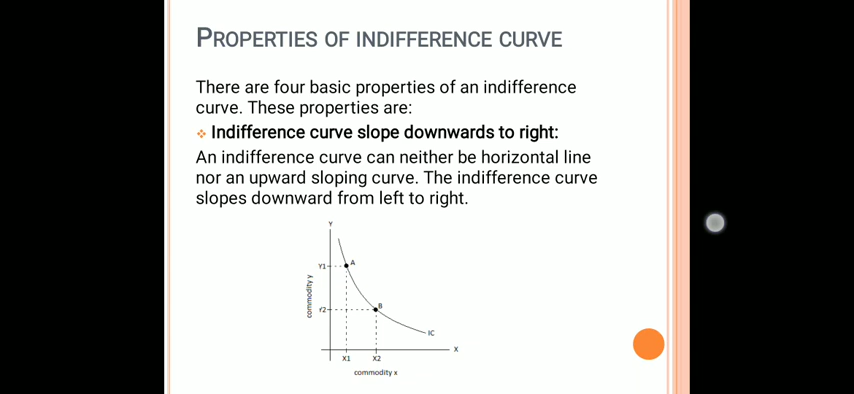 PROPERTIES OF INDIFFERENCE CURVE
There are four basic properties of an indifference
curve. These properties are:
Indifference curve slope downwards to right:
An indifference curve can neither be horizontal line
nor an upward sloping curve. The indifference curve
slopes downward from left to right.
Y
Y1
A
commodity y
Y2
B
IC
X
X1 X2
commodity x